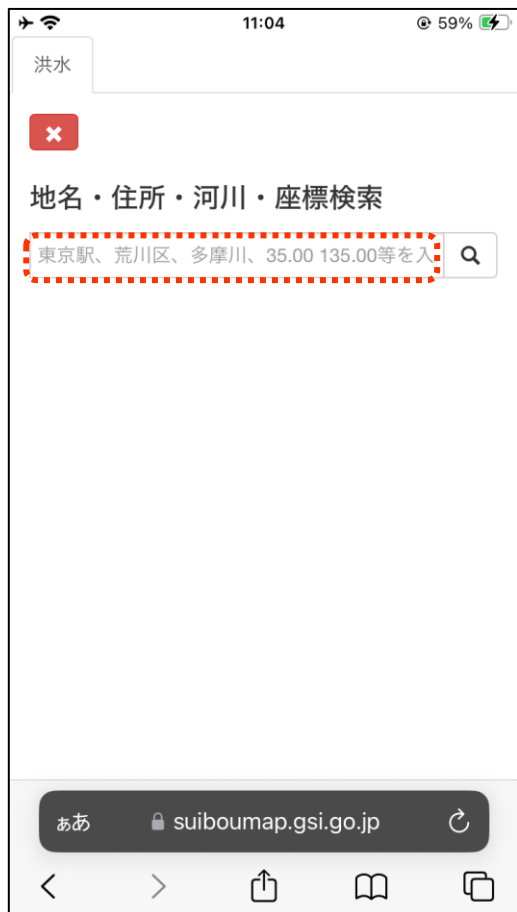 11:04
59%
洪水
地名・住所・河川・座標検索
東京駅、荒川区、多摩川、35.00 135.00等を入
ぁあ
suiboumap.gsi.go.jp